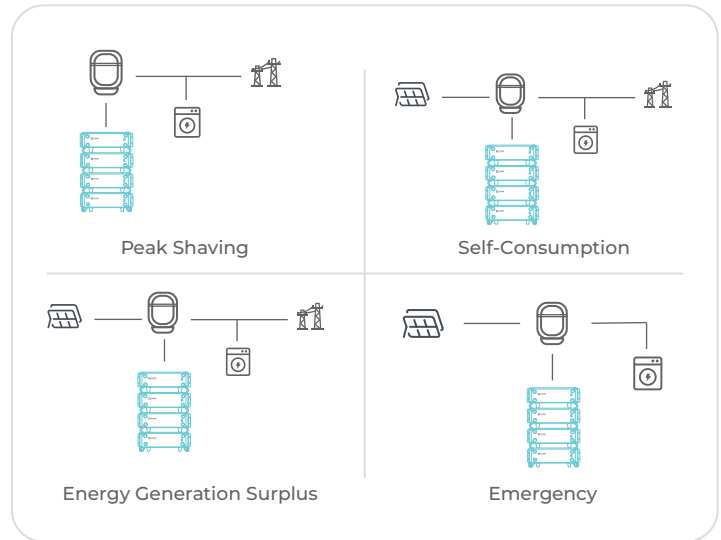 Peak Shaving
Self-Consumption
Energy Generation Surplus
Emergency